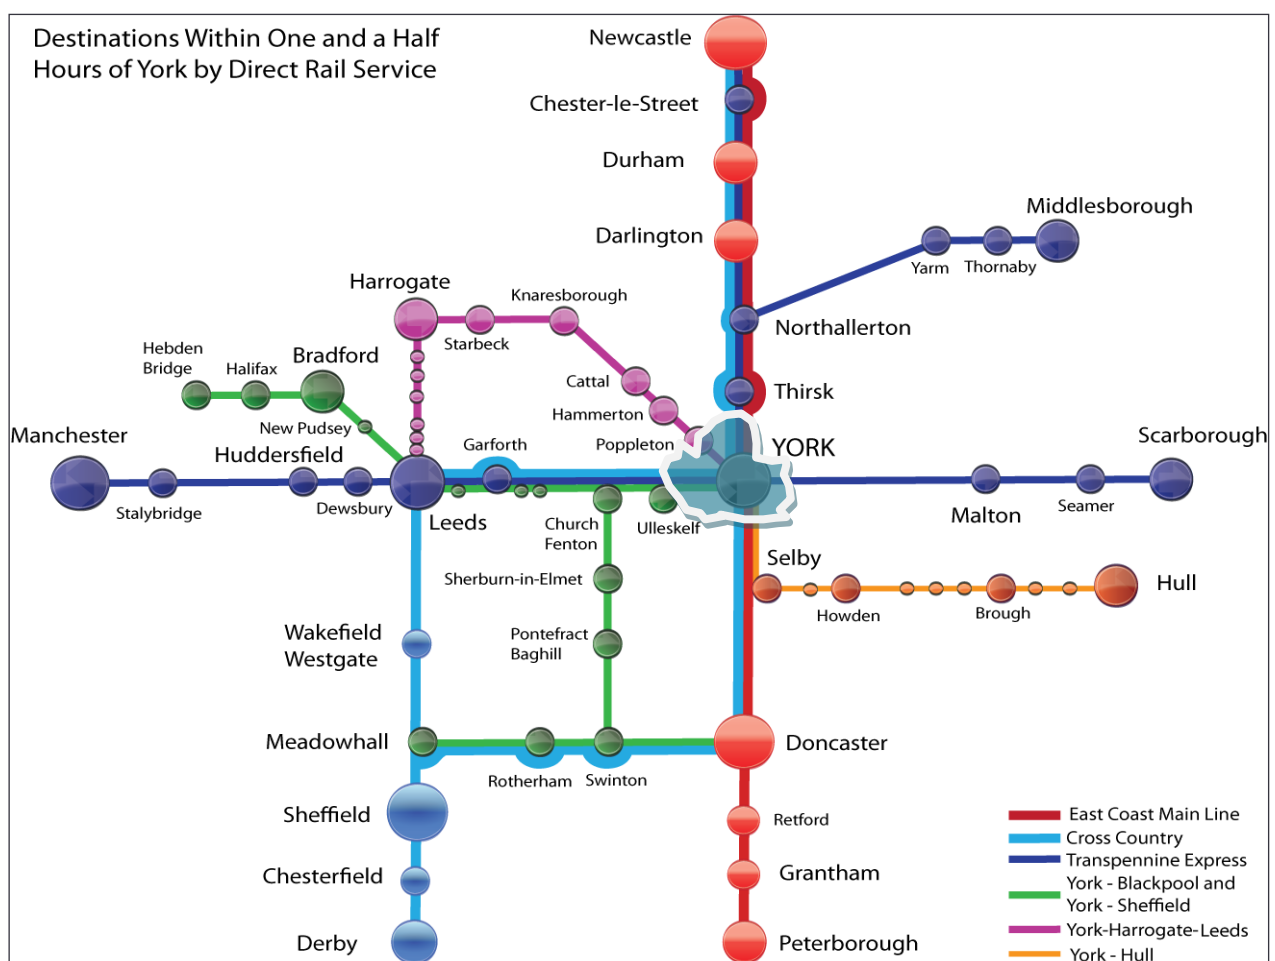 Destinations Within One and a Half
Hours of York by Direct Rail Service
Newcastle
Chester-le-Street
Durham
Darlington
Middlesborough
Yarm
Thornaby
Northallerton
Thirsk
Harrogate
Starbeck
Knaresborough
Cattal
Hammerton
Poppleton
Hebden
Bridge
Halifax
Bradford
New Pudsey
Manchester
Stalybridge
Huddersfield
Dewsbury
Leeds
Garforth
YORK
Church
Fenton
Ulleskelf
Malton
Seamer
Scarborough
Sherburn-in-Elmet
Pontefract
Baghill
Selby
Howden
Brough
Hull
Wakefield
Westgate
Meadowhall
Rotherham
Swinton
Doncaster
Sheffield
Retford
Chesterfield
Grantham
Derby
Peterborough
East Coast Main Line
Cross Country
Transpennine Express
York - Blackpool and
York - Sheffield
York-Harrogate-Leeds
York - Hull